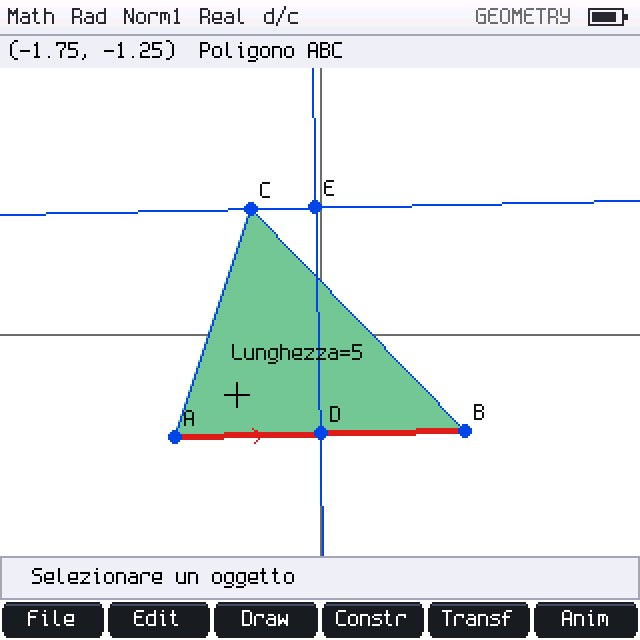 Math Rad Norm1 Real d/c GEOMETRY
(-1.75, -1.25) Poligono ABC
C E
Lunghezza=5
A D B
Selezionare un oggetto
File Edit Draw Constr Transf Anim